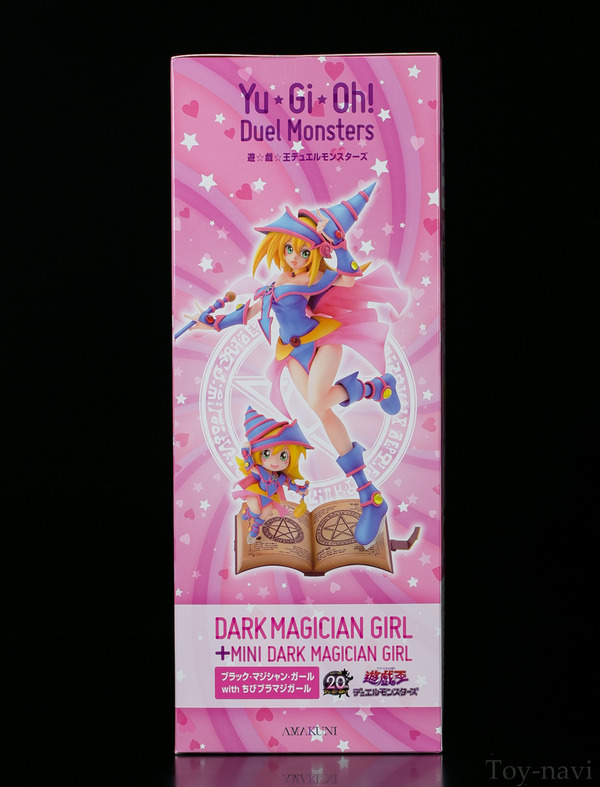 Yu☆Gi☆Oh!
Duel Monsters
遊☆戯☆王デュエルモンスターズ
DARK MAGICIAN GIRL
+MINI DARK MAGICIAN GIRL
ブラック・マジシャン・ガール
with ちびブラマジガール
20
遊戯王
デュエルモンスターズ
AMAKUNI
Toy-navi